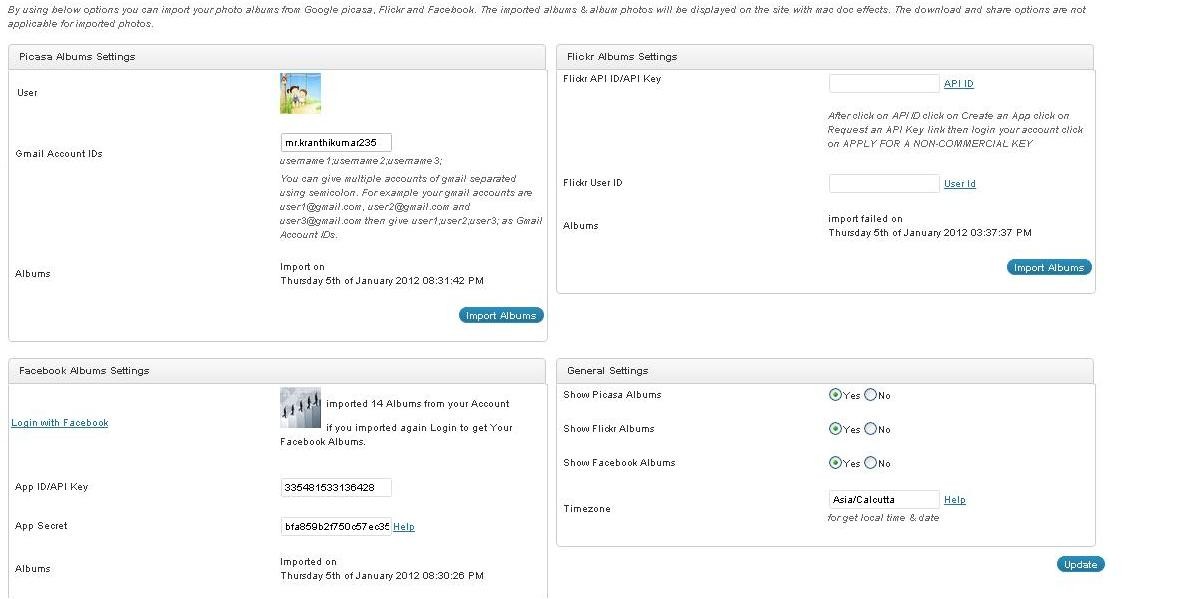 By using below options you can import your photo albums from Google picasa, Flickr and Facebook. The imported albums & album photos will be displayed on the site with mac doc effects. The download and share options are not
applicable for imported photos.
Picasa Albums Settings
User
Gmail Account IDs
mr.kranthikumar235
username1;username2;username3;
You can give multiple accounts of gmail separated
using semicolon. For example your gmail accounts are
user1@gmail.com, user2@gmail.com and
user3@gmail.com then give user1;user2;user3; as Gmail
Account IDs.
Albums
Import on
Thursday 5th of January 2012 08:31:42 PM
Import Albums
Flickr Albums Settings
Flickr API ID/API Key
API ID
After click on API ID click on Create an App click on
Request an API Key link then login your account click
on APPLY FOR A NON-COMMERCIAL KEY
Flickr User ID
User Id
Albums
import failed on
Thursday 5th of January 2012 03:37:37 PM
Import Albums
Facebook Albums Settings
Login with Facebook
imported 14 Albums from your Account
if you imported again Login to get Your
Facebook Albums.
App ID/API Key
335481533136428
App Secret
bfa859b2f750c57ec35
Help
Albums
Imported on
Thursday 5th of January 2012 08:30:26 PM
General Settings
Show Picasa Albums
Yes No
Show Flickr Albums
Yes No
Show Facebook Albums
Yes No
Timezone
Asia/Calcutta
Help
for get local time & date
Update